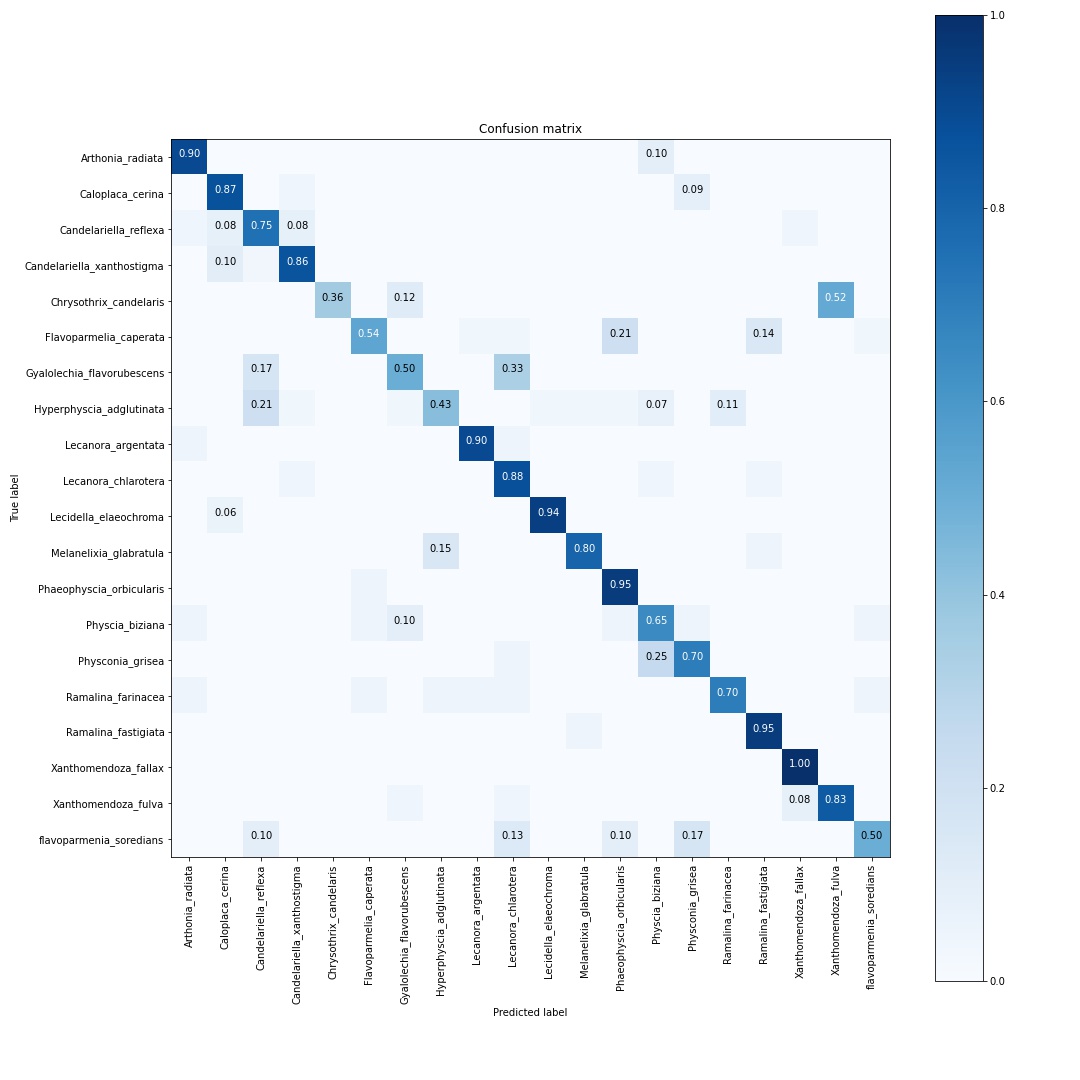 Confusion matrix
1.0
Arthonia_radiata 0.90 0.10
Caloplaca_cerina 0.87 0.09
0.8
Candelariella_reflexa 0.08 0.75 0.08
Candelariella_xanthostigma 0.10 0.86
Chrysothrix_candelaris 0.36 0.12 0.52
Flavoparmelia_caperata 0.54 0.21 0.14
Gyalolechia_flavorubescens 0.17 0.50 0.33
0.6
Hyperphyscia_adglutinata 0.21 0.43 0.07 0.11
Lecanora_argentata 0.90
True label
Lecanora_chlarotera 0.88
Lecidella_elaeochroma 0.06 0.94
Melanelixia_glabratula 0.15 0.80
Phaeophyscia_orbicularis 0.95
0.4
Physcia_biziana 0.10 0.65
Physconia_grisea 0.25 0.70
Ramalina_farinacea 0.70
Ramalina_fastigiata 0.95
Xanthomendoza_fallax 1.00
0.2
Xanthomendoza_fulva 0.08 0.83
flavoparmenia_soredians 0.10 0.13 0.10 0.17 0.50
0.0
Arthonia_radiata
Caloplaca_cerina
Candelariella_reflexa
Candelariella_xanthostigma
Chrysothrix_candelaris
Flavoparmelia_caperata
Gyalolechia_flavorubescens
Hyperphyscia_adglutinata
Lecanora_argentata
Lecanora_chlarotera
Lecidella_elaeochroma
Melanelixia_glabratula
Phaeophyscia_orbicularis
Physcia_biziana
Physconia_grisea
Ramalina_farinacea
Ramalina_fastigiata
Xanthomendoza_fallax
Xanthomendoza_fulva
flavoparmenia_soredians
Predicted label